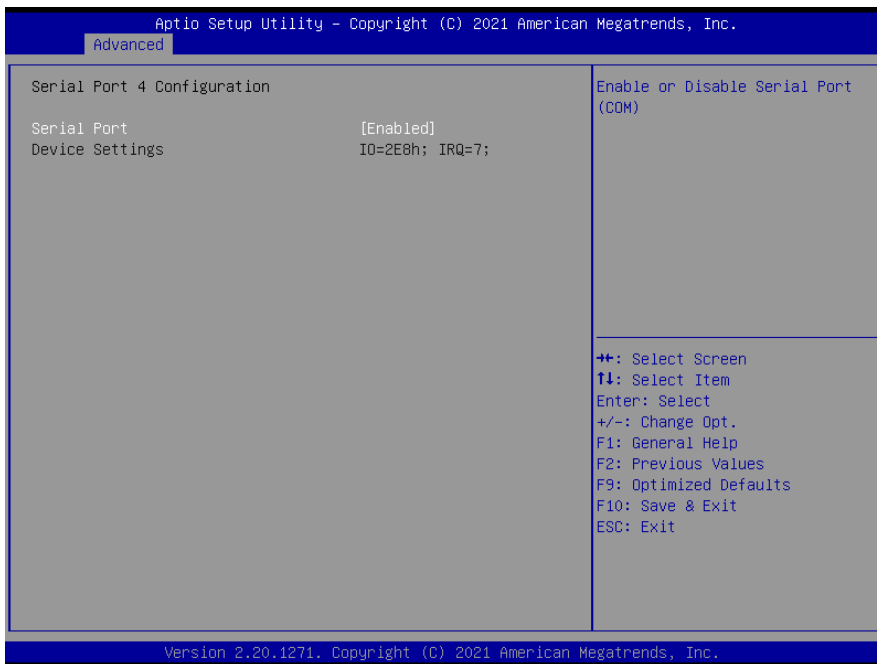 Aptio Setup Utility – Copyright (C) 2021 American Megatrends, Inc.
Advanced
Serial Port 4 Configuration
Serial Port [Enabled]
Device Settings IO=2E8h; IRQ=7;
Enable or Disable Serial Port
(COM)
→←: Select Screen
↑↓: Select Item
Enter: Select
+/-: Change Opt.
F1: General Help
F2: Previous Values
F9: Optimized Defaults
F10: Save & Exit
ESC: Exit
Version 2.20.1271. Copyright (C) 2021 American Megatrends, Inc.